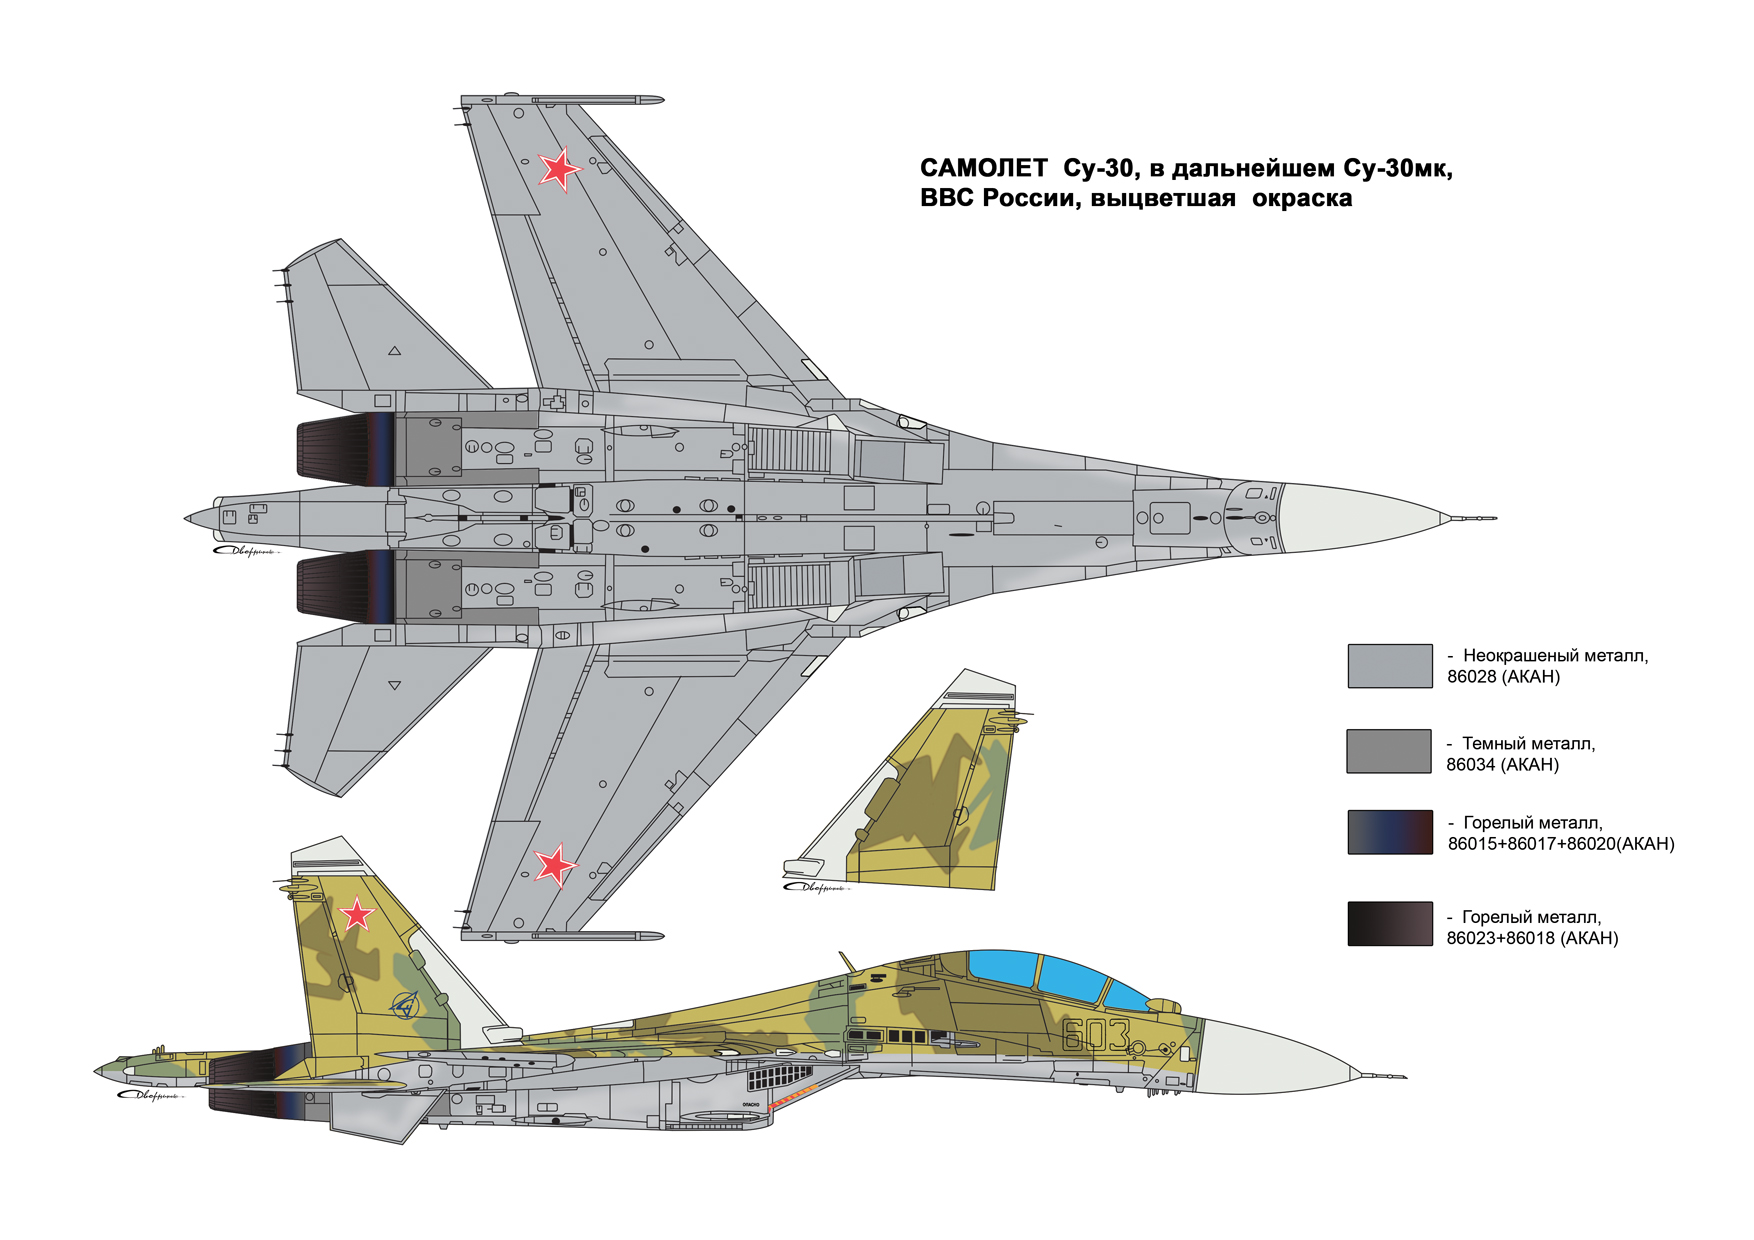 САМОЛЕТ Су-30, в дальнейшем Су-30мк,
ВВС России, выцветшая окраска
- Неокрашеный металл,
86028 (АКАН)
- Темный металл,
86034 (АКАН)
- Горелый металл,
86015+86017+86020(АКАН)
- Горелый металл,
86023+86018 (АКАН)
603
ОПАСНО